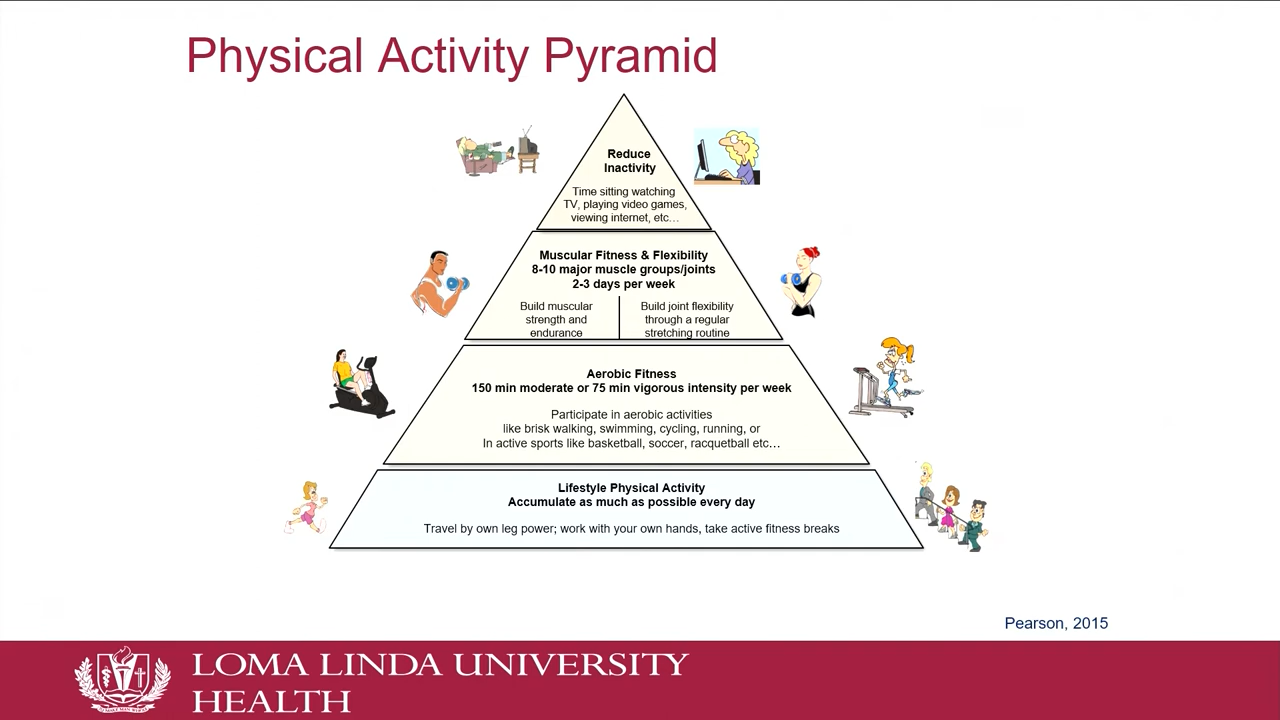 Physical Activity Pyramid
Reduce
Inactivity
Time sitting watching
TV, playing video games,
viewing internet, etc…
Muscular Fitness & Flexibility
8-10 major muscle groups/joints
2-3 days per week
Build muscular
strength and
endurance
Build joint flexibility
through a regular
stretching routine
Aerobic Fitness
150 min moderate or 75 min vigorous intensity per week
Participate in aerobic activities
like brisk walking, swimming, cycling, running, or
In active sports like basketball, soccer, racquetball etc…
Lifestyle Physical Activity
Accumulate as much as possible every day
Travel by own leg power; work with your own hands, take active fitness breaks
Pearson, 2015
LOMA LINDA UNIVERSITY
HEALTH